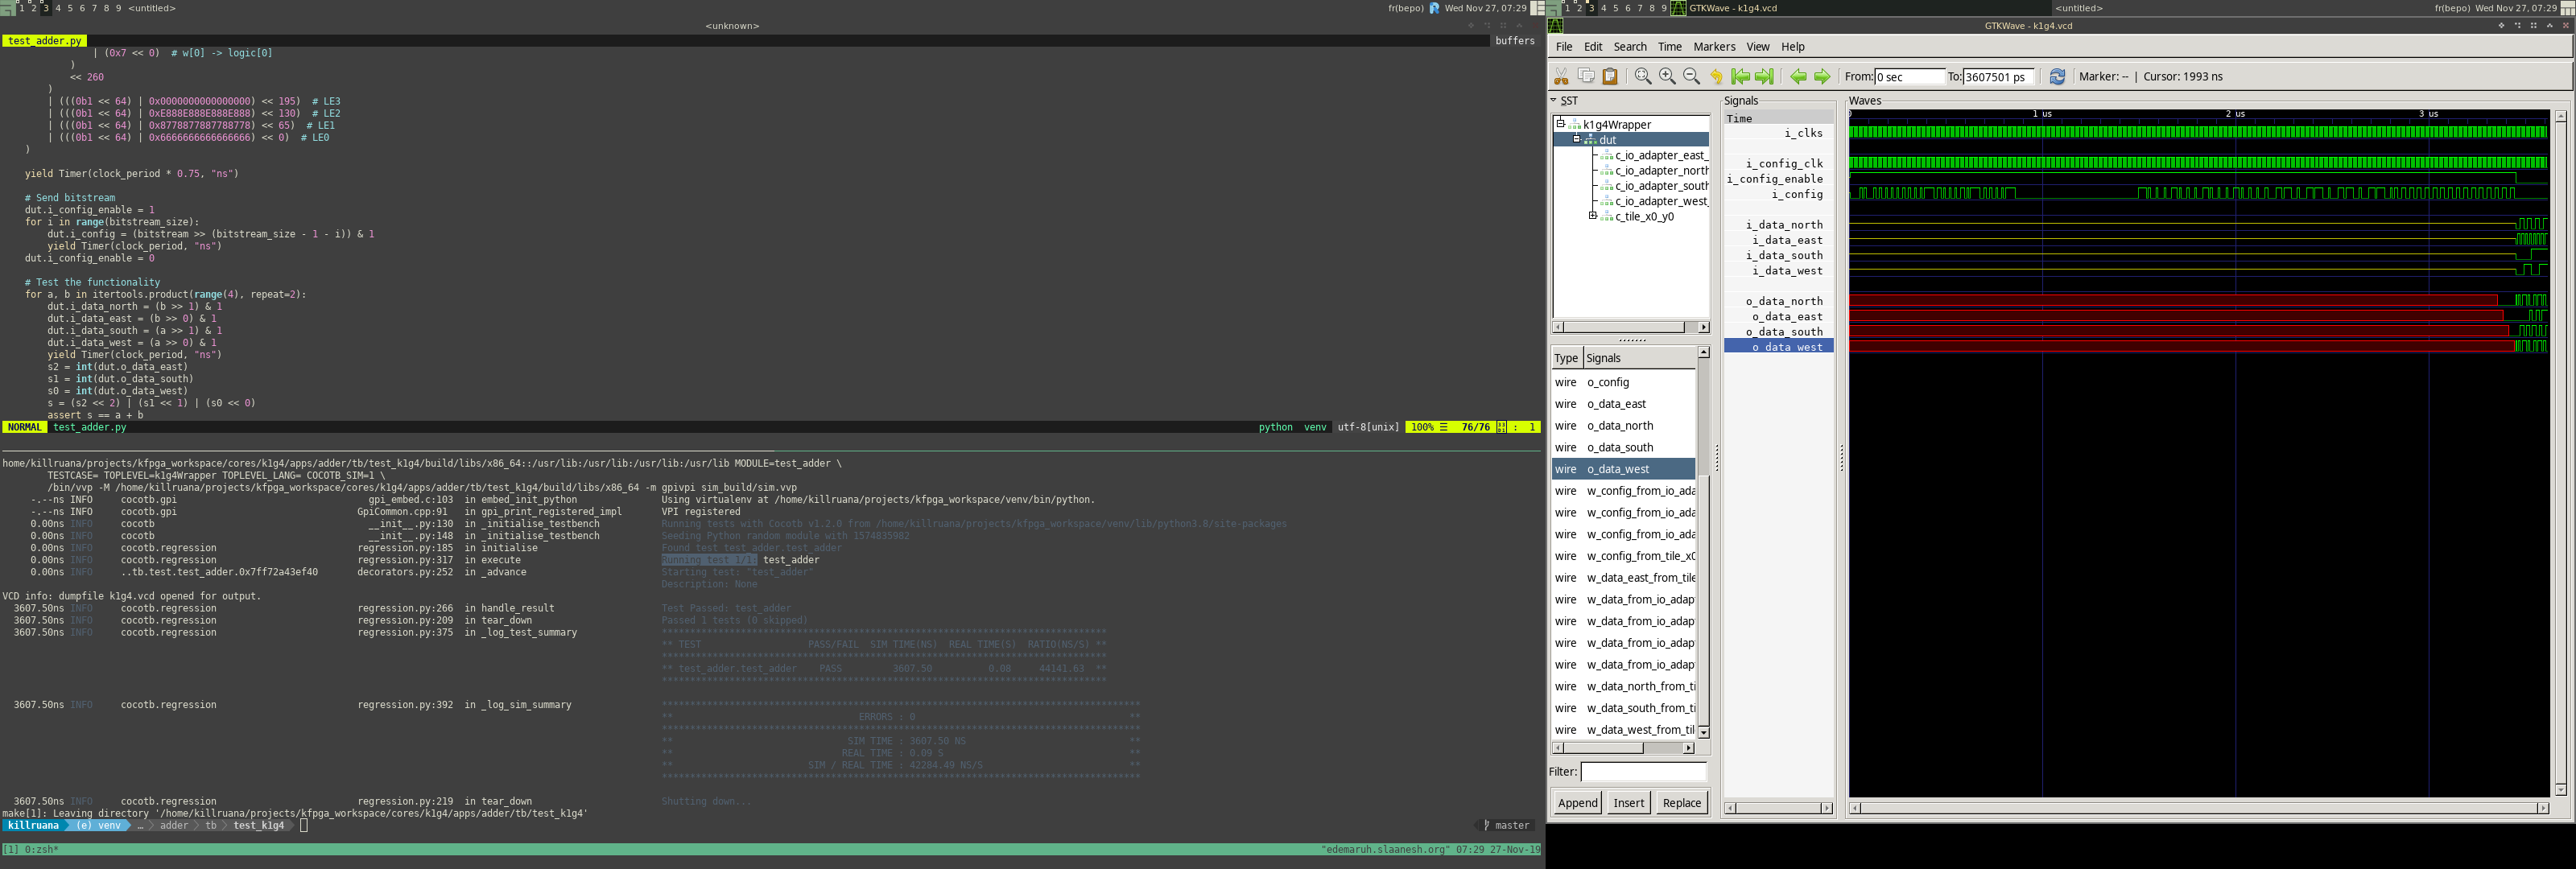 1 2 3 4 5 6 7 8 9 <untitled>
fr(bepo) Wed Nov 27, 07:29
<unknown>
test_adder.py
buffers
| (0x7 << 0)  # w[0] -> logic[0]
)
<< 260
)
| (((0b1 << 64) | 0x0000000000000000) << 195)  # LE3
| (((0b1 << 64) | 0xE888E888E888E888) << 130)  # LE2
| (((0b1 << 64) | 0x8778877887788778) << 65)  # LE1
| (((0b1 << 64) | 0x6666666666666666) << 0)  # LE0
)
yield Timer(clock_period * 0.75, "ns")
# Send bitstream
dut.i_config_enable = 1
for i in range(bitstream_size):
dut.i_config = (bitstream >> (bitstream_size - 1 - i)) & 1
yield Timer(clock_period, "ns")
dut.i_config_enable = 0
# Test the functionality
for a, b in itertools.product(range(4), repeat=2):
dut.i_data_north = (b >> 1) & 1
dut.i_data_east = (b >> 0) & 1
dut.i_data_south = (a >> 1) & 1
dut.i_data_west = (a >> 0) & 1
yield Timer(clock_period, "ns")
s2 = int(dut.o_data_east)
s1 = int(dut.o_data_south)
s0 = int(dut.o_data_west)
s = (s2 << 2) | (s1 << 1) | (s0 << 0)
assert s == a + b
NORMAL test_adder.py python venv utf-8[unix] 100% ☰ 76/76 : 1
home/killruana/projects/kfpga_workspace/cores/k1g4/apps/adder/tb/test_k1g4/build/libs/x86_64::/usr/lib:/usr/lib:/usr/lib:/usr/lib MODULE=test_adder \
TESTCASE= TOPLEVEL=k1g4Wrapper TOPLEVEL_LANG= COCOTB_SIM=1 \
/bin/vvp -M /home/killruana/projects/kfpga_workspace/cores/k1g4/apps/adder/tb/test_k1g4/build/libs/x86_64 -m gpivpi sim_build/sim.vvp
-.--ns INFO cocotb.gpi gpi_embed.c:103 in embed_init_python Using virtualenv at /home/killruana/projects/kfpga_workspace/venv/bin/python.
-.--ns INFO cocotb.gpi GpiCommon.cpp:91 in gpi_print_registered_impl VPI registered
0.00ns INFO cocotb __init__.py:130 in _initialise_testbench Running tests with Cocotb v1.2.0 from /home/killruana/projects/kfpga_workspace/venv/lib/python3.8/site-packages
0.00ns INFO cocotb __init__.py:148 in _initialise_testbench Seeding Python random module with 1574835982
0.00ns INFO cocotb.regression regression.py:185 in initialise Found test test_adder.test_adder
0.00ns INFO cocotb.regression regression.py:317 in execute Running test 1/1: test_adder
0.00ns INFO ..tb.test.test_adder.0x7ff72a43ef40 decorators.py:252 in _advance Starting test: "test_adder"
Description: None
VCD info: dumpfile k1g4.vcd opened for output.
3607.50ns INFO cocotb.regression regression.py:266 in handle_result Test Passed: test_adder
3607.50ns INFO cocotb.regression regression.py:209 in tear_down Passed 1 tests (0 skipped)
3607.50ns INFO cocotb.regression regression.py:375 in _log_test_summary
** TEST PASS/FAIL SIM TIME(NS) REAL TIME(S) RATIO(NS/S) **
** test_adder.test_adder PASS 3607.50 0.08 44141.63 **
3607.50ns INFO cocotb.regression regression.py:392 in _log_sim_summary
** ERRORS : 0 **
** SIM TIME : 3607.50 NS **
** REAL TIME : 0.09 S **
** SIM / REAL TIME : 42284.49 NS/S **
3607.50ns INFO cocotb.regression regression.py:219 in tear_down Shutting down...
make[1]: Leaving directory '/home/killruana/projects/kfpga_workspace/cores/k1g4/apps/adder/tb/test_k1g4'
killruana (e) venv … adder tb test_k1g4 master
[1] 0:zsh* "edemaruh.slaanesh.org" 07:29 27-Nov-19
1 2 3 4 5 6 7 8 9 GTKWave - k1g4.vcd <untitled> fr(bepo) Wed Nov 27, 07:29
GTKWave - k1g4.vcd
File Edit Search Time Markers View Help
From: 0 sec To: 3607501 ps Marker: -- | Cursor: 1993 ns
SST
k1g4Wrapper
dut
c_io_adapter_east_
c_io_adapter_north
c_io_adapter_south
c_io_adapter_west_
c_tile_x0_y0
Type Signals
wire o_config
wire o_data_east
wire o_data_north
wire o_data_south
wire o_data_west
wire w_config_from_io_ada
wire w_config_from_io_ada
wire w_config_from_io_ada
wire w_config_from_tile_x0
wire w_data_east_from_tile
wire w_data_from_io_adap
wire w_data_from_io_adap
wire w_data_from_io_adap
wire w_data_from_io_adap
wire w_data_north_from_ti
wire w_data_south_from_ti
wire w_data_west_from_til
Filter:
Append Insert Replace
Signals
Time
i_clks
i_config_clk
i_config_enable
i_config
i_data_north
i_data_east
i_data_south
i_data_west
o_data_north
o_data_east
o_data_south
o_data_west
Waves
0 1 us 2 us 3 us